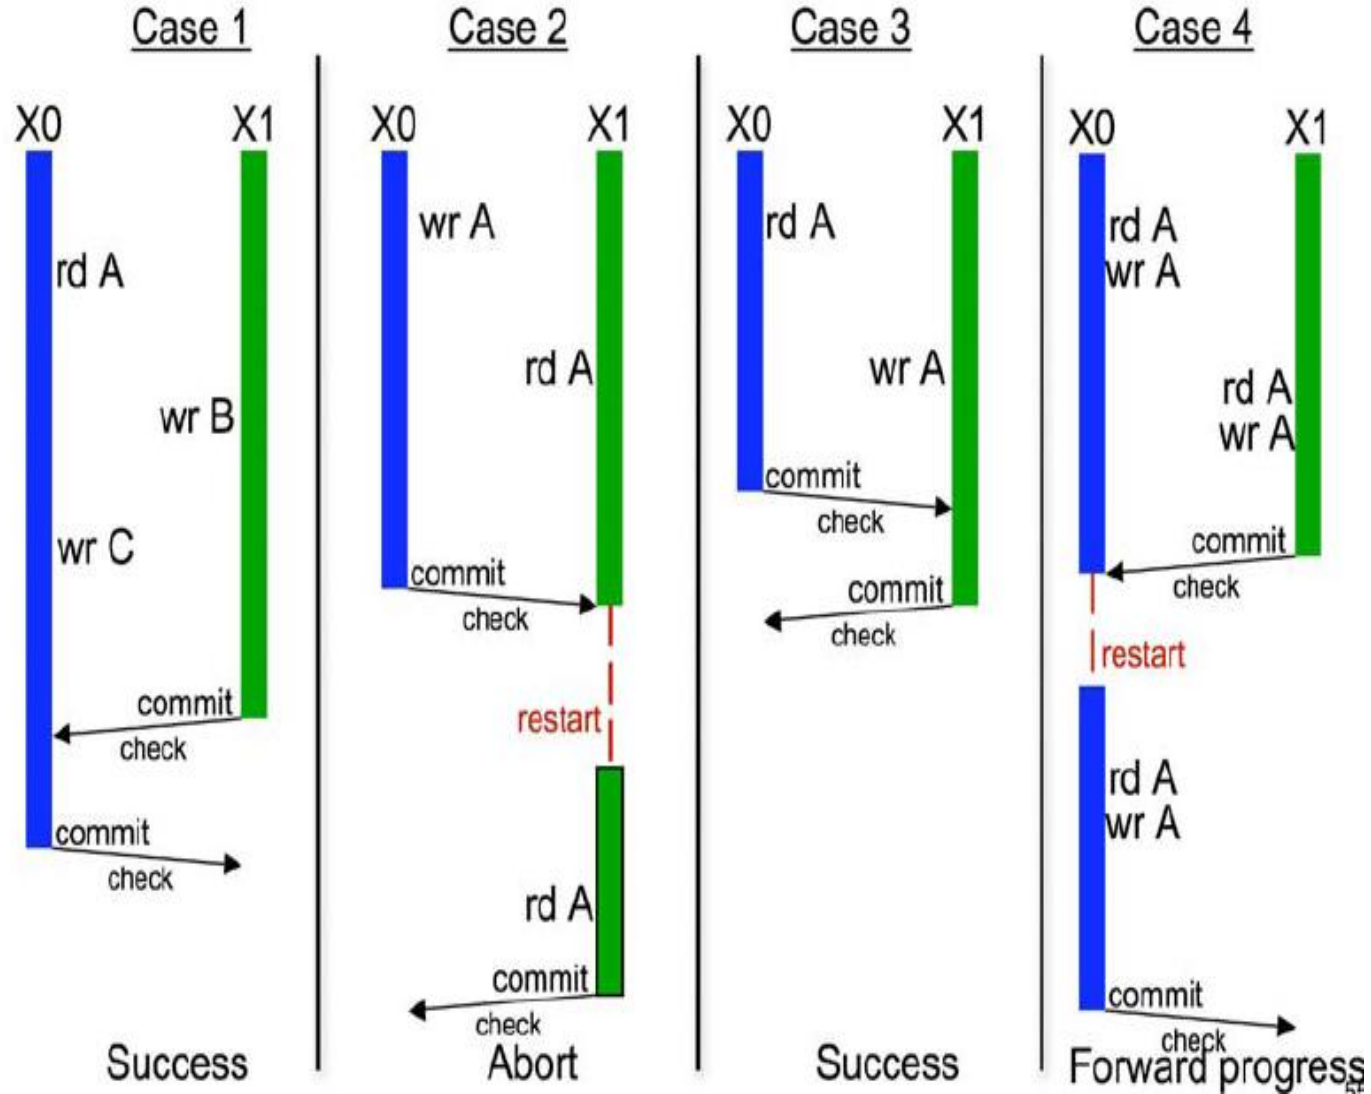 Case 1
X0 X1
rd A
wr B
wr C
commit
check
commit
check
Success
Case 2
X0 X1
wr A
rd A
commit
check
restart
rd A
commit
check
Abort
Case 3
X0 X1
rd A
wr A
commit
check
commit
check
Success
Case 4
X0 X1
rd A
wr A
rd A
wr A
commit
check
restart
rd A
wr A
commit
check
Forward progress